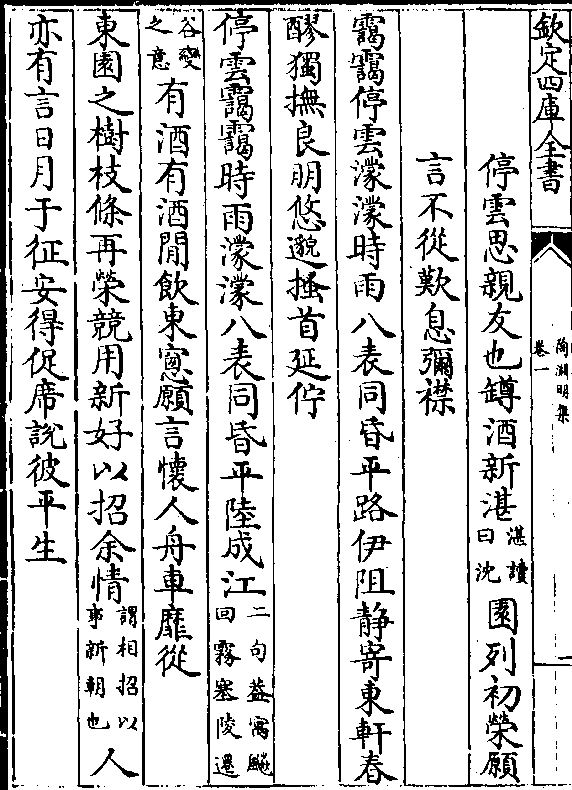 欽定四庫全書
陶淵明集
卷一
停雲思親友也罇酒新湛湛讀曰沈園列初榮願
言不從歎息彌襟
靄靄停雲濛濛時雨八表同昏平路伊阻静寄東軒春
醪獨撫良朋悠邈搔首延佇
停雲靄靄時雨濛濛八表同昏平陸成江二句葢寓飈回霧塞陵遷
谷變之意有酒有酒閒飲東窻願言懷人舟車靡從
東園之樹枝條再榮競用新好以招余情謂相招以事新朝也人
亦有言日月于征安得促席說彼平生